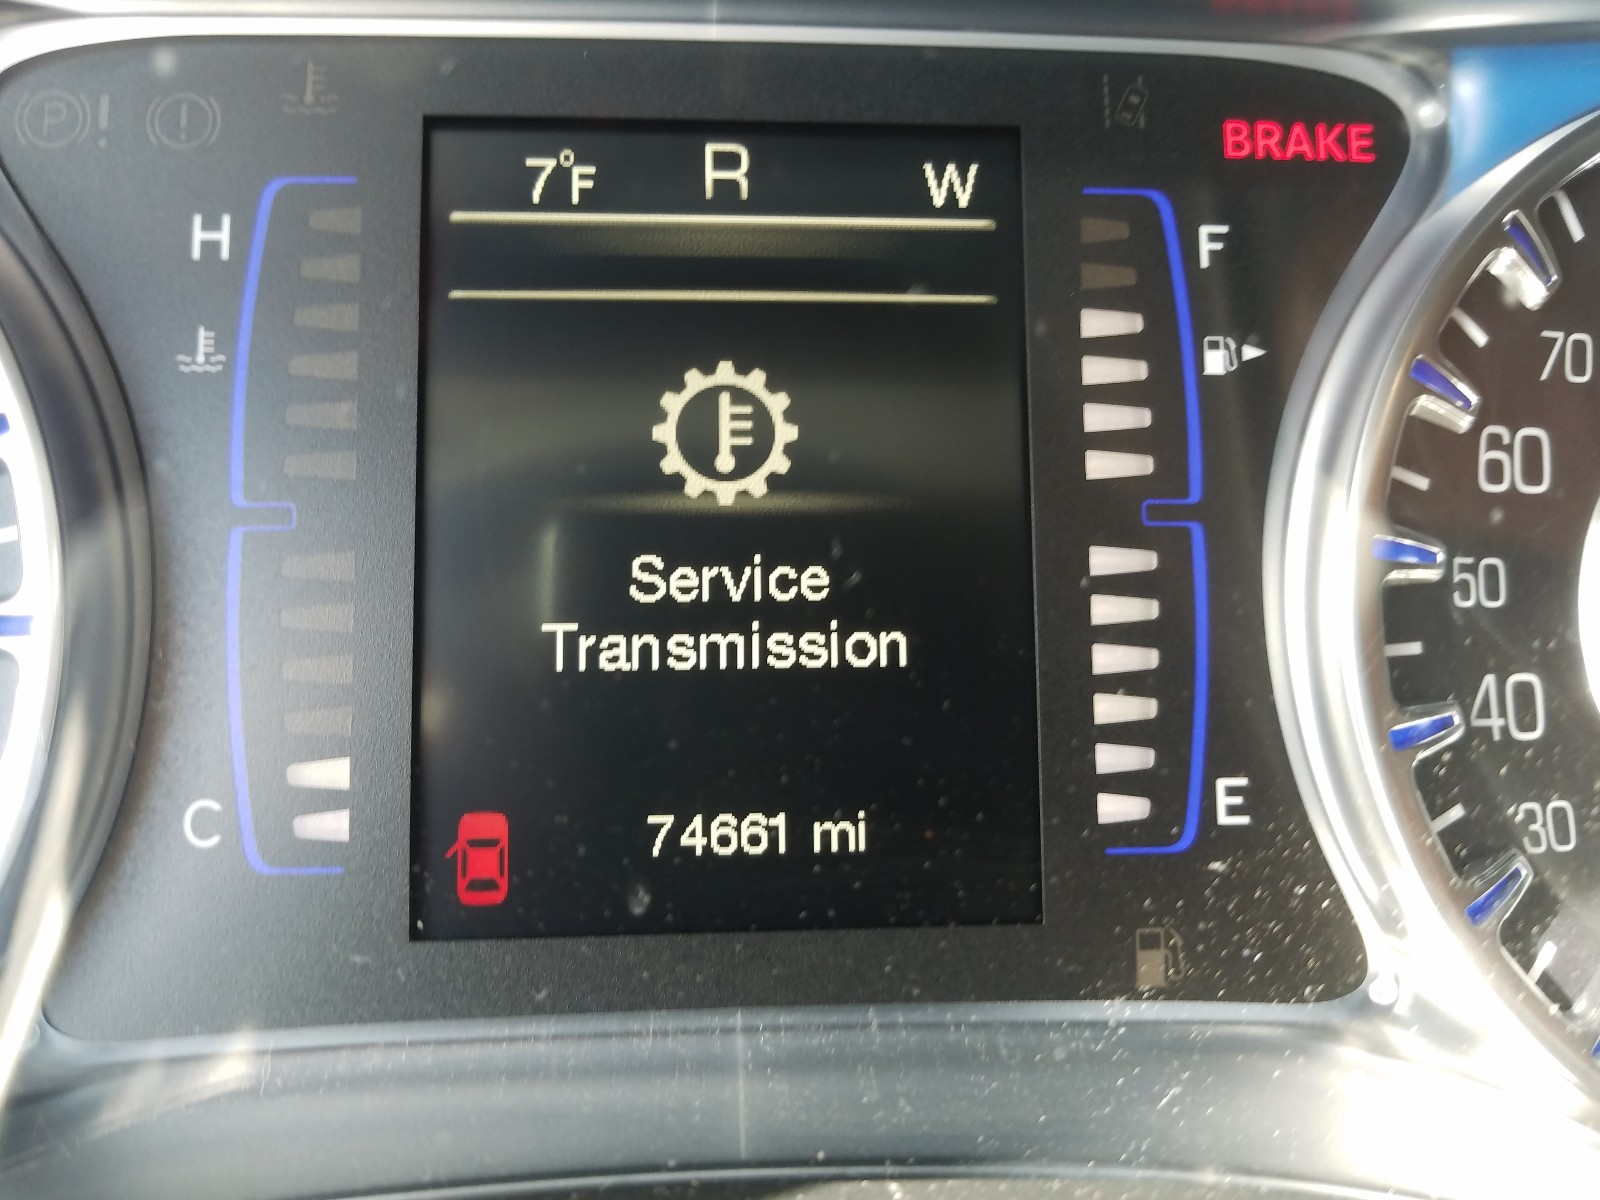 7°F R W
BRAKE
H
F
Service
Transmission
C
E
74661 mi
70
60
50
40
30
P !
!